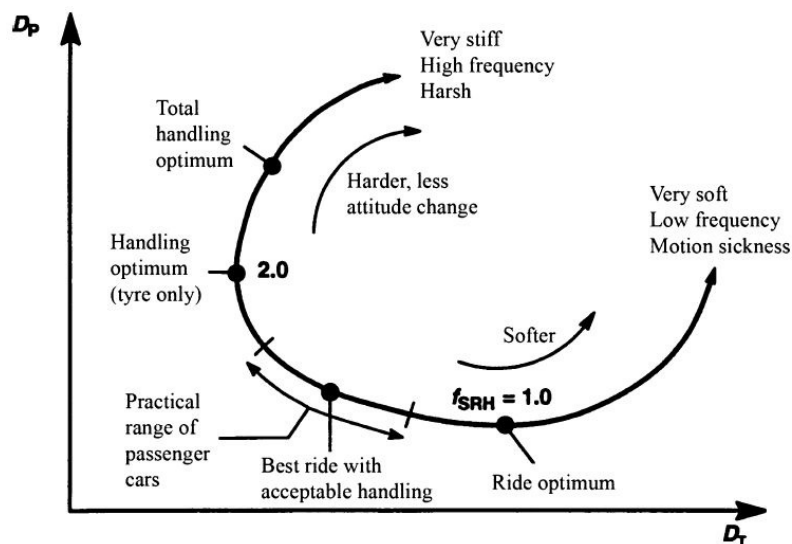 D_P
Very stiff
High frequency
Harsh
Total
handling
optimum
Harder, less
attitude change
Very soft
Low frequency
Motion sickness
Handling
optimum
(tyre only)
2.0
Softer
f_SRH = 1.0
Practical
range of
passenger
cars
Best ride with
acceptable handling
Ride optimum
D_T